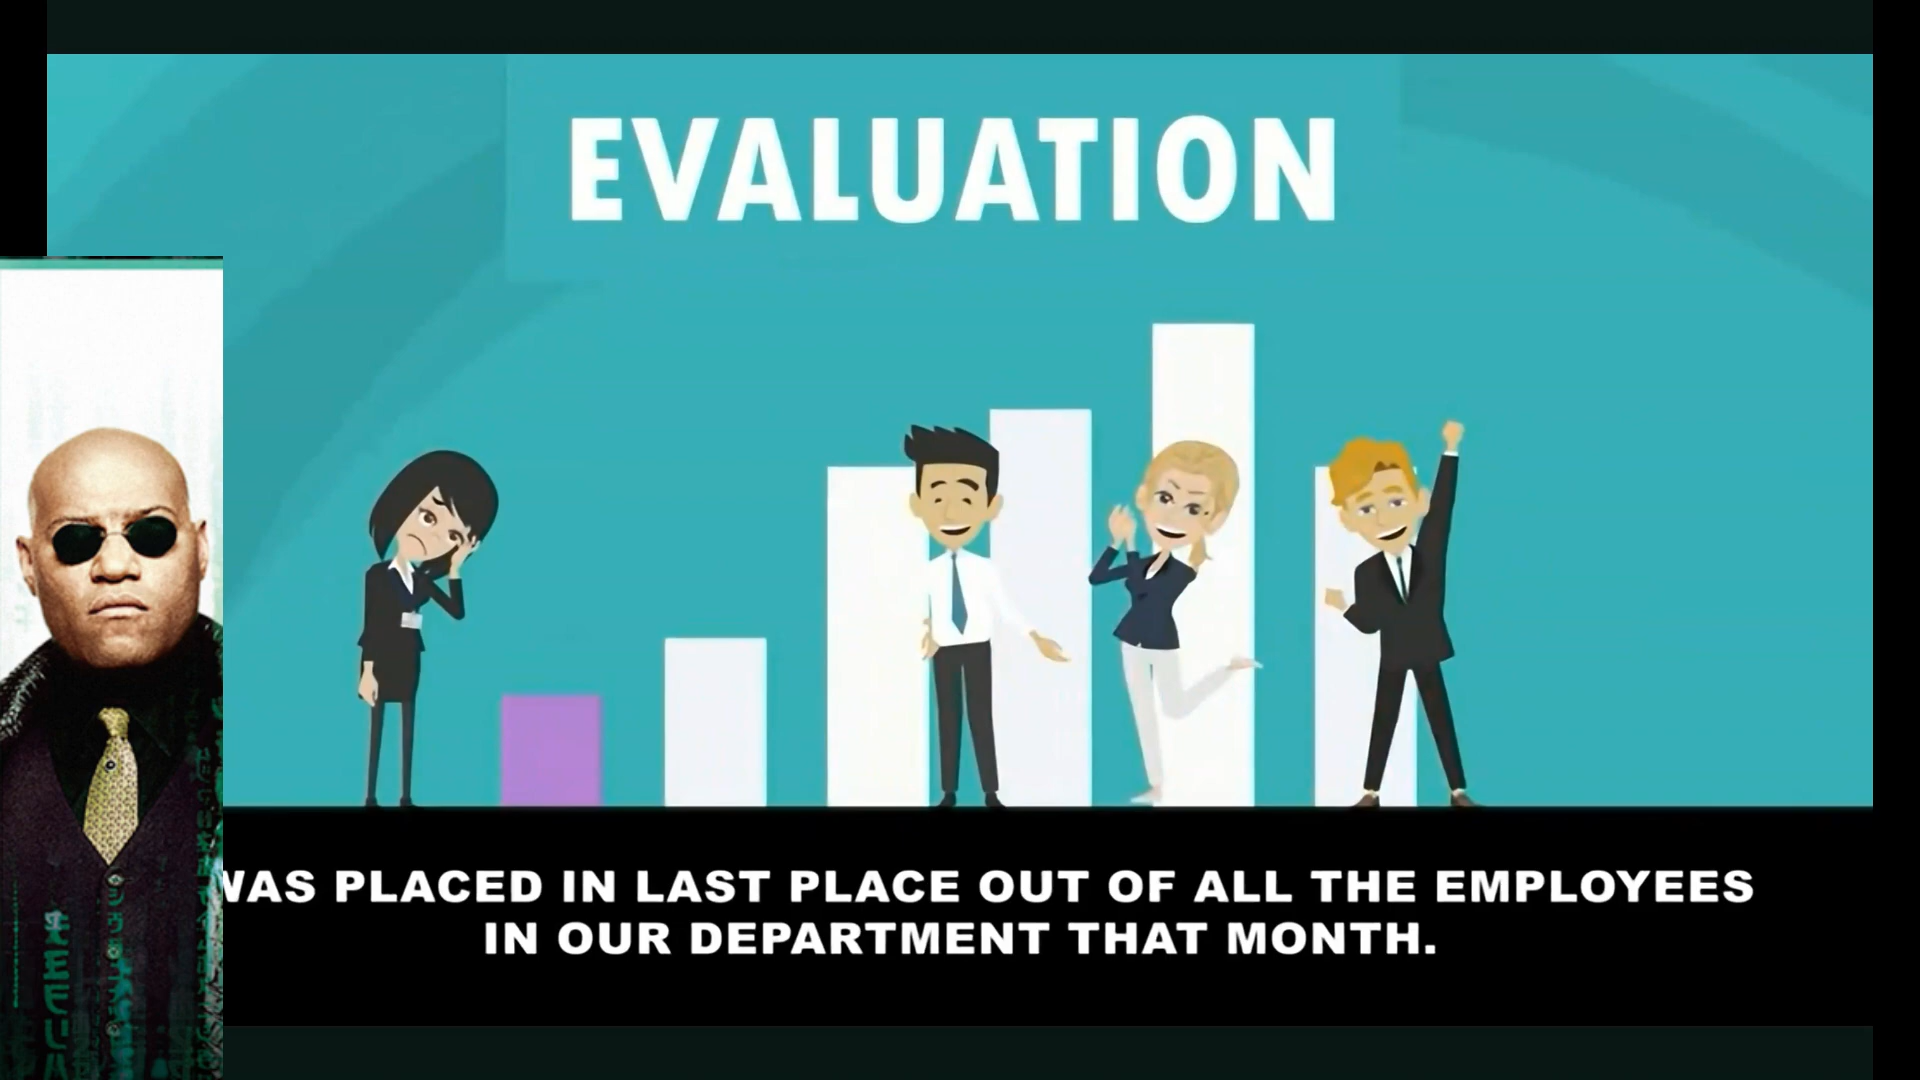 EVALUATION
WAS PLACED IN LAST PLACE OUT OF ALL THE EMPLOYEES
IN OUR DEPARTMENT THAT MONTH.